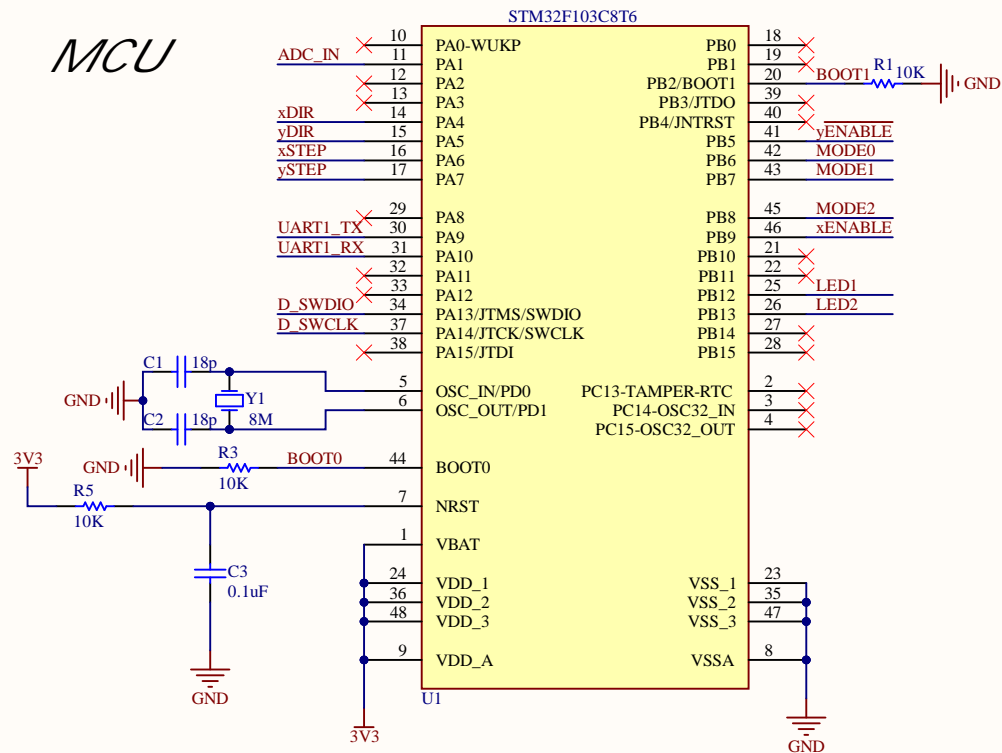 STM32F103C8T6
MCU
10 PA0-WUKP PB0 18
ADC_IN 11 PA1 PB1 19
12 PA2 PB2/BOOT1 20 BOOT1 R1 10K GND
13 PA3 PB3/JTDO 39
xDIR 14 PA4 PB4/JNTRST 40
yDIR 15 PA5 PB5 41 yENABLE
xSTEP 16 PA6 PB6 42 MODE0
ySTEP 17 PA7 PB7 43 MODE1
29 PA8 PB8 45 MODE2
UART1_TX 30 PA9 PB9 46 xENABLE
UART1_RX 31 PA10 PB10 21
32 PA11 PB11 22
33 PA12 PB12 25 LED1
D_SWDIO 34 PA13/JTMS/SWDIO PB13 26 LED2
D_SWCLK 37 PA14/JTCK/SWCLK PB14 27
38 PA15/JTDI PB15 28
C1 18p
5 OSC_IN/PD0 PC13-TAMPER-RTC 2
GND Y1
6 OSC_OUT/PD1 PC14-OSC32_IN 3
C2 18p 8M
PC15-OSC32_OUT 4
GND R3 BOOT0 44 BOOT0
10K
3V3
R5 7 NRST
10K
1 VBAT
C3
0.1uF
24 VDD_1 VSS_1 23
36 VDD_2 VSS_2 35
48 VDD_3 VSS_3 47
9 VDD_A VSSA 8
GND
U1
3V3
GND